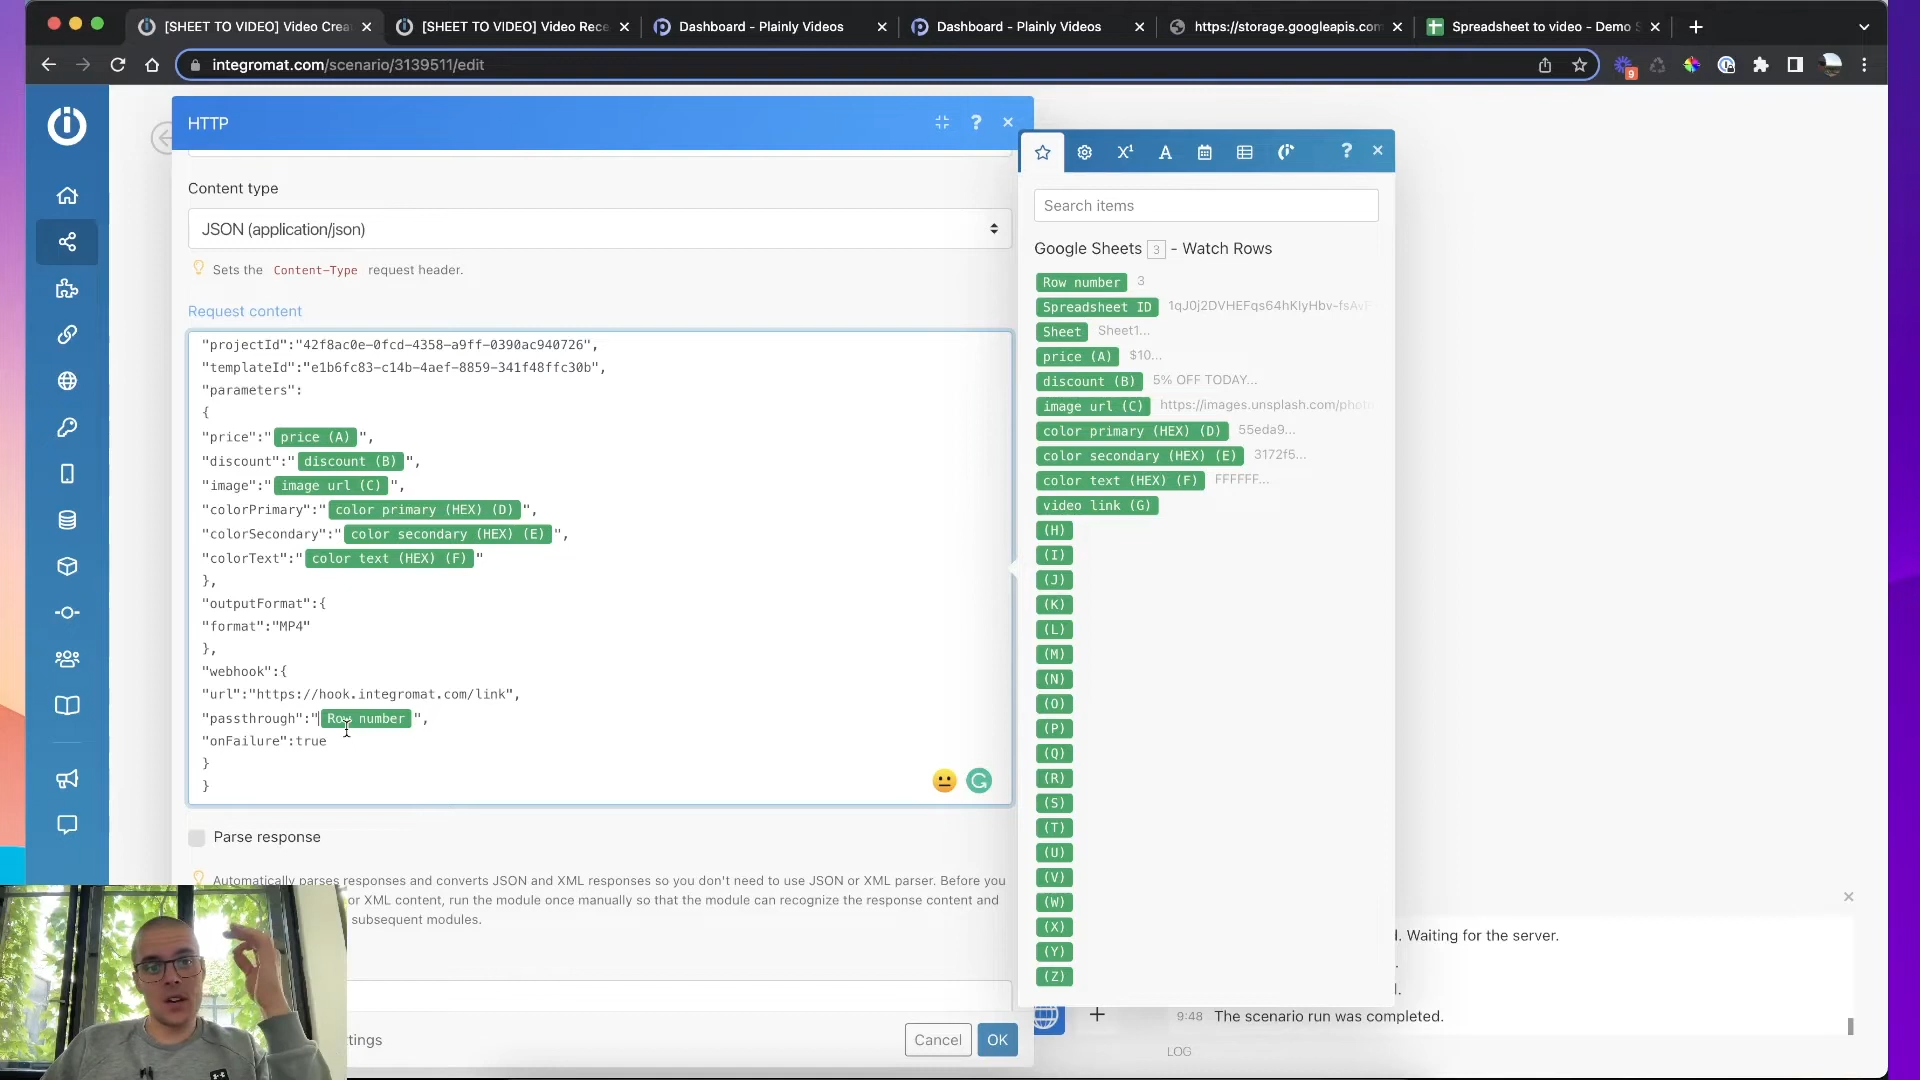 [SHEET TO VIDEO] Video Crea
[SHEET TO VIDEO] Video Rece
Dashboard - Plainly Videos
Dashboard - Plainly Videos
https://storage.googleapis.com
Spreadsheet to video - Demo S
integromat.com/scenario/3139511/edit
9
HTTP
Content type
JSON (application/json)
Sets the Content-Type request header.
Request content
"projectId":"42f8ac0e-0fcd-4358-a9ff-0390ac940726",
"templateId":"e1b6fc83-c14b-4aef-8859-341f48ffc30b",
"parameters":
{
"price":" price (A) ",
"discount":" discount (B) ",
"image":" image url (C) ",
"colorPrimary":" color primary (HEX) (D) ",
"colorSecondary":" color secondary (HEX) (E) ",
"colorText":" color text (HEX) (F) "
},
"outputFormat":{
"format":"MP4"
},
"webhook":{
"url":"https://hook.integromat.com/link",
"passthrough":" Row number ",
"onFailure":true
}
}
Parse response
Automatically parses responses and converts JSON and XML responses so you don't need to use JSON or XML parser. Before you
or XML content, run the module once manually so that the module can recognize the response content and
subsequent modules.
ttings
Cancel
OK
Search items
Google Sheets 3 - Watch Rows
Row number 3
Spreadsheet ID 1qJ0j2DVHEFqs64hKIyHbv-fsAvF
Sheet Sheet1...
price (A) $10...
discount (B) 5% OFF TODAY...
image url (C) https://images.unsplash.com/photo
color primary (HEX) (D) 55eda9...
color secondary (HEX) (E) 3172f5...
color text (HEX) (F) FFFFFF...
video link (G)
(H)
(I)
(J)
(K)
(L)
(M)
(N)
(O)
(P)
(Q)
(R)
(S)
(T)
(U)
(V)
(W)
(X)
(Y)
(Z)
d. Waiting for the server.
9:48 The scenario run was completed.
LOG